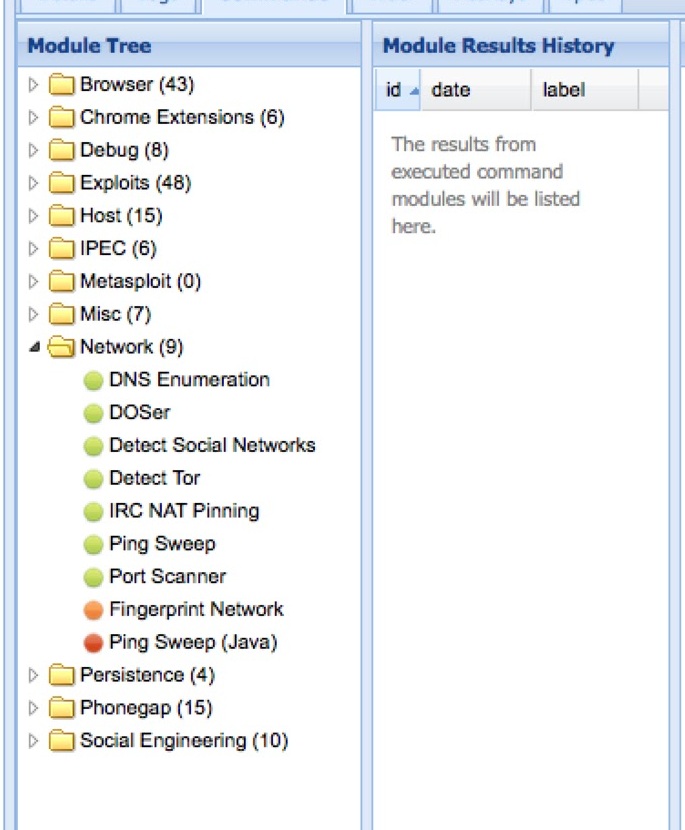 Module Tree
Browser (43)
Chrome Extensions (6)
Debug (8)
Exploits (48)
Host (15)
IPEC (6)
Metasploit (0)
Misc (7)
Network (9)
DNS Enumeration
DOSer
Detect Social Networks
Detect Tor
IRC NAT Pinning
Ping Sweep
Port Scanner
Fingerprint Network
Ping Sweep (Java)
Persistence (4)
Phonegap (15)
Social Engineering (10)
Module Results History
id date label
The results from
executed command
modules will be listed
here.